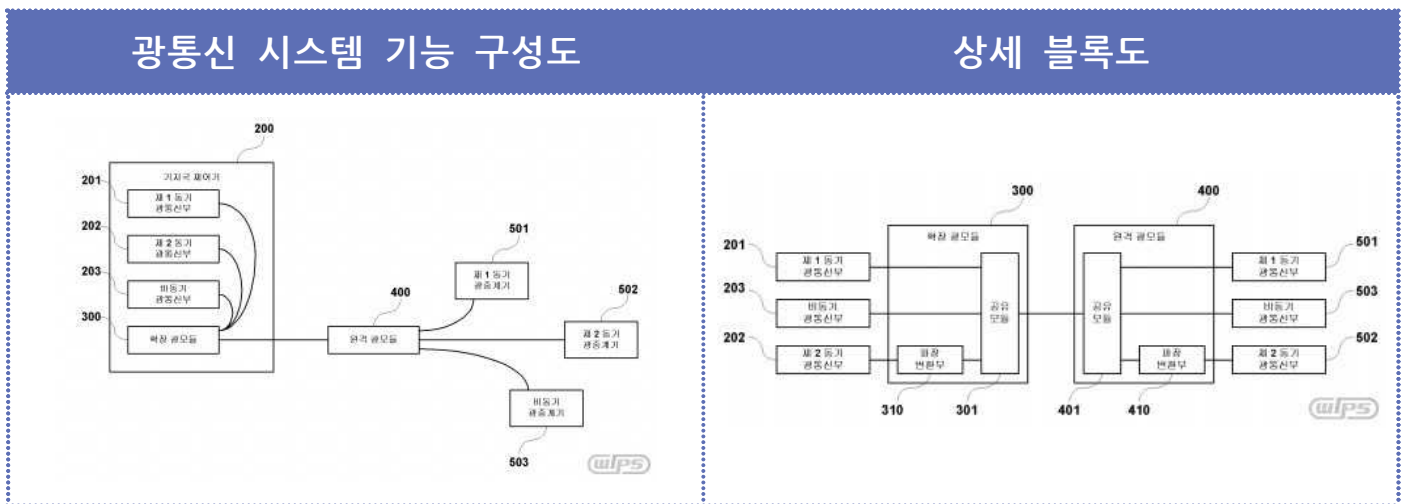 광통신 시스템 기능 구성도
상세 블록도
200
기지국 제어기
201
제 1 동기
광통신부
202
제 2 동기
광통신부
203
비동기
광통신부
300
확장 광모듈
400
원격 광모듈
501
제 1 동기
광중계기
502
제 2 동기
광중계기
비동기
광중계기
503
wips
300
400
확장 광모듈
원격 광모듈
201
제 1 동기
광통신부
203
비동기
광통신부
202
제 2 동기
광통신부
파장
변환부
공유
모듈
310
301
공유
모듈
파장
변환부
401
410
제 1 동기
광통신부
501
비동기
광통신부
503
제 2 동기
광통신부
502
wips